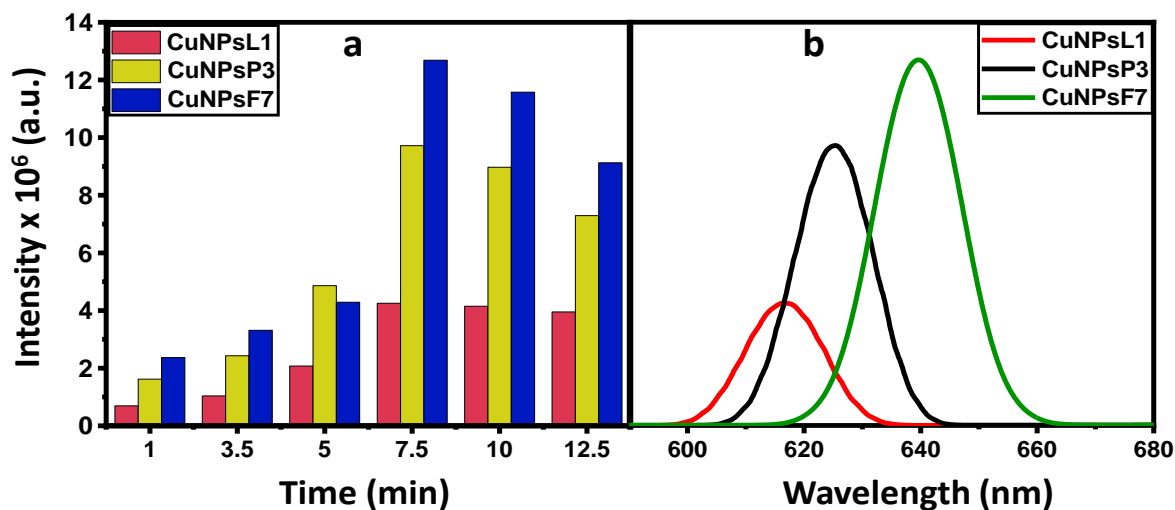 Intensity x 10⁶ (a.u.)
14
12
10
8
6
4
2
0
CuNPsL1
CuNPsP3
CuNPsF7
a
1 3.5 5 7.5 10 12.5
Time (min)
b
CuNPsL1
CuNPsP3
CuNPsF7
600 620 640 660 680
Wavelength (nm)